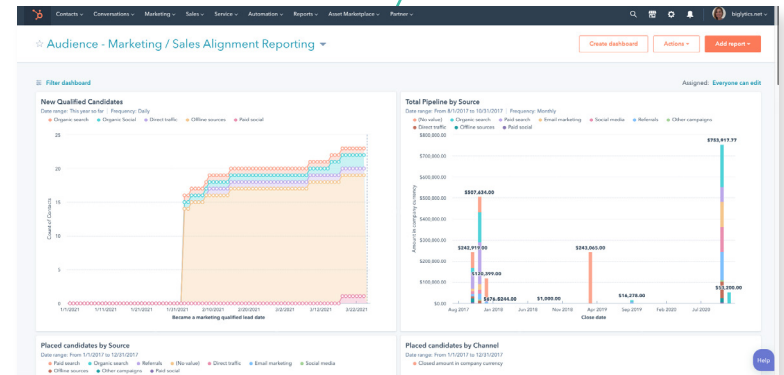 Contacts Conversations Marketing Sales Service Automation Reports Asset Marketplace Partner biglytics.net
Audience - Marketing / Sales Alignment Reporting
Create dashboard Actions Add report
Filter dashboard
Assigned: Everyone can edit
New Qualified Candidates
Date range: This year so far | Frequency: Daily
Organic search Organic Social Direct traffic Offline sources Paid social
25
20
15
10
5
0
Count of Contacts
1/1/2021 1/11/2021 1/21/2021 1/31/2021 2/10/2021 2/20/2021 3/2/2021 3/12/2021 3/22/2021
Became a marketing qualified lead date
Total Pipeline by Source
Date range: From 8/1/2017 to 10/31/2017 | Frequency: Monthly
(No value) Organic search Paid search Email marketing Social media Referrals Other campaigns
Direct traffic Offline sources Paid social
$800,000.00
$700,000.00
$600,000.00
$500,000.00
$400,000.00
$300,000.00
$200,000.00
$100,000.00
$0.00
Amount in company currency
$242,919.00
$507,634.00
$120,399.00
$1,000.00
$243,065.00
$16,278.00
$753,917.77
Aug 2017 Jan 2018 Jun 2018 Nov 2018 Apr 2019 Sep 2019 Feb 2020 Jul 2020
Close date
Placed candidates by Source
Date range: From 1/1/2017 to 12/31/2017
Paid search Organic search Referrals (No value) Direct traffic Email marketing Social media
Offline sources Other campaigns Paid social
Placed candidates by Channel
Date range: From 1/1/2017 to 12/31/2017
Closed amount in company currency
Help